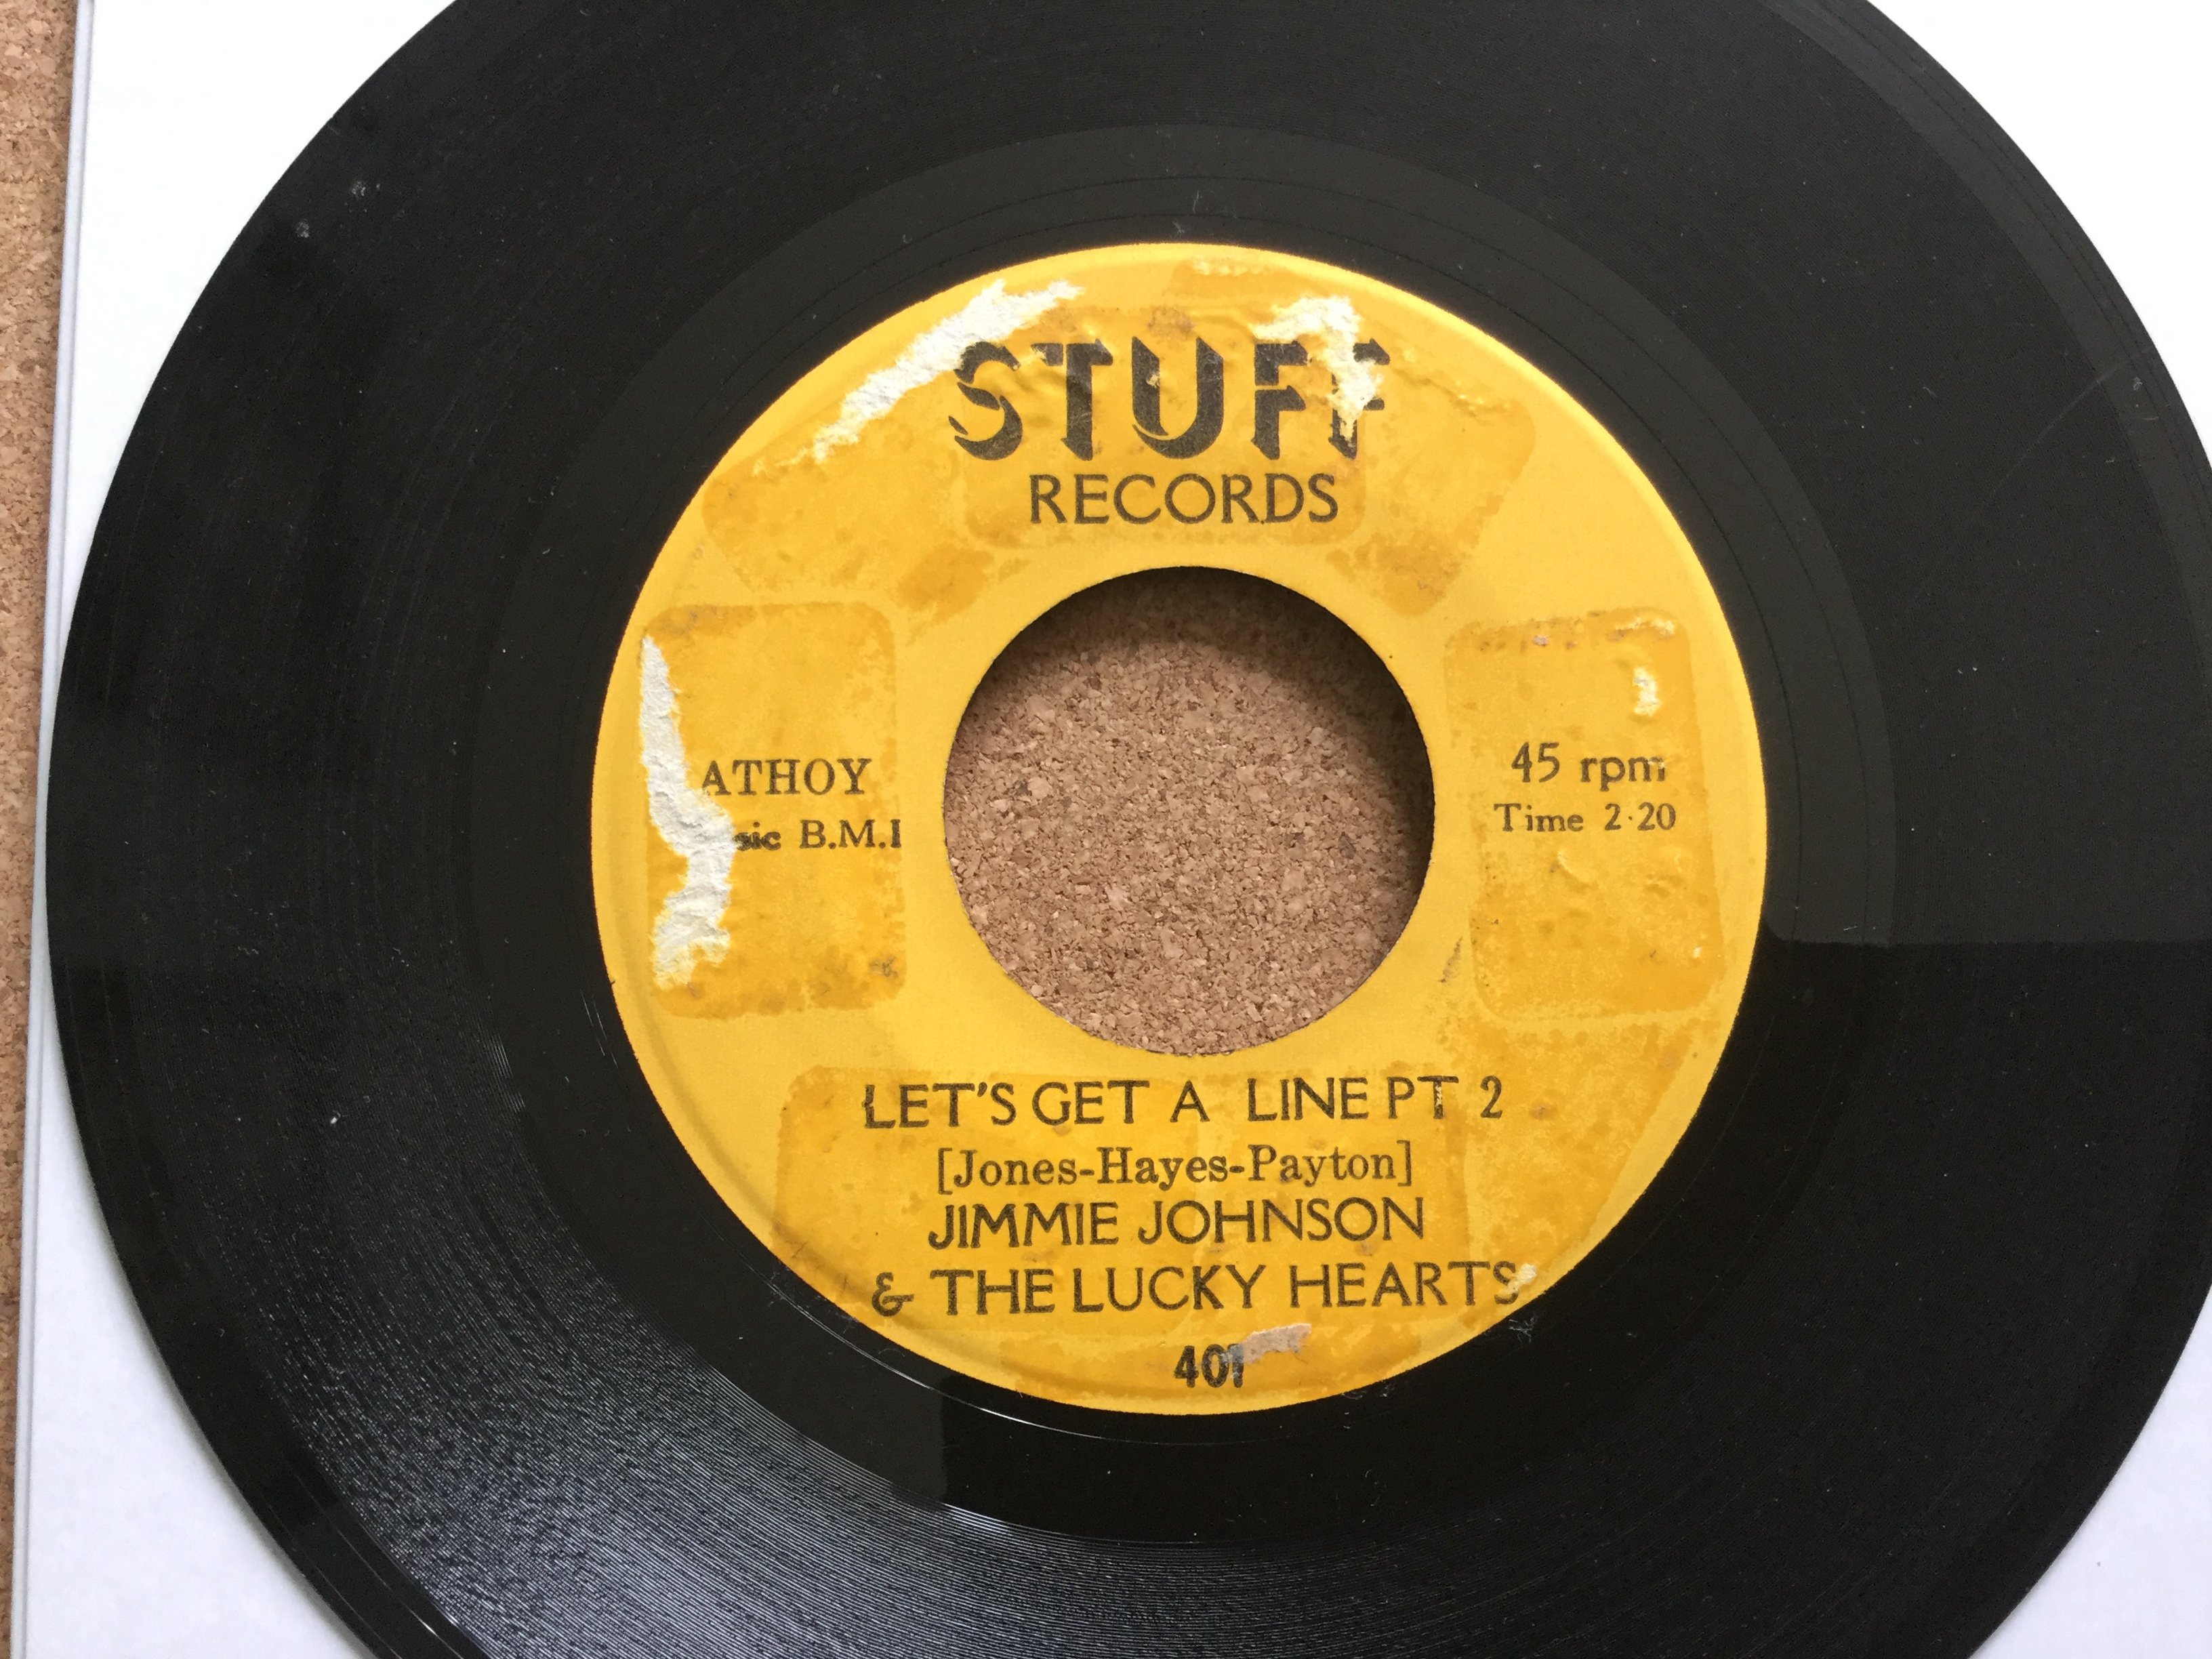 STUFF
RECORDS
ATHOY
B.M.I
45 rpm
Time 2·20
LET'S GET A LINE PT 2
[Jones-Hayes-Payton]
JIMMIE JOHNSON
& THE LUCKY HEARTS
401